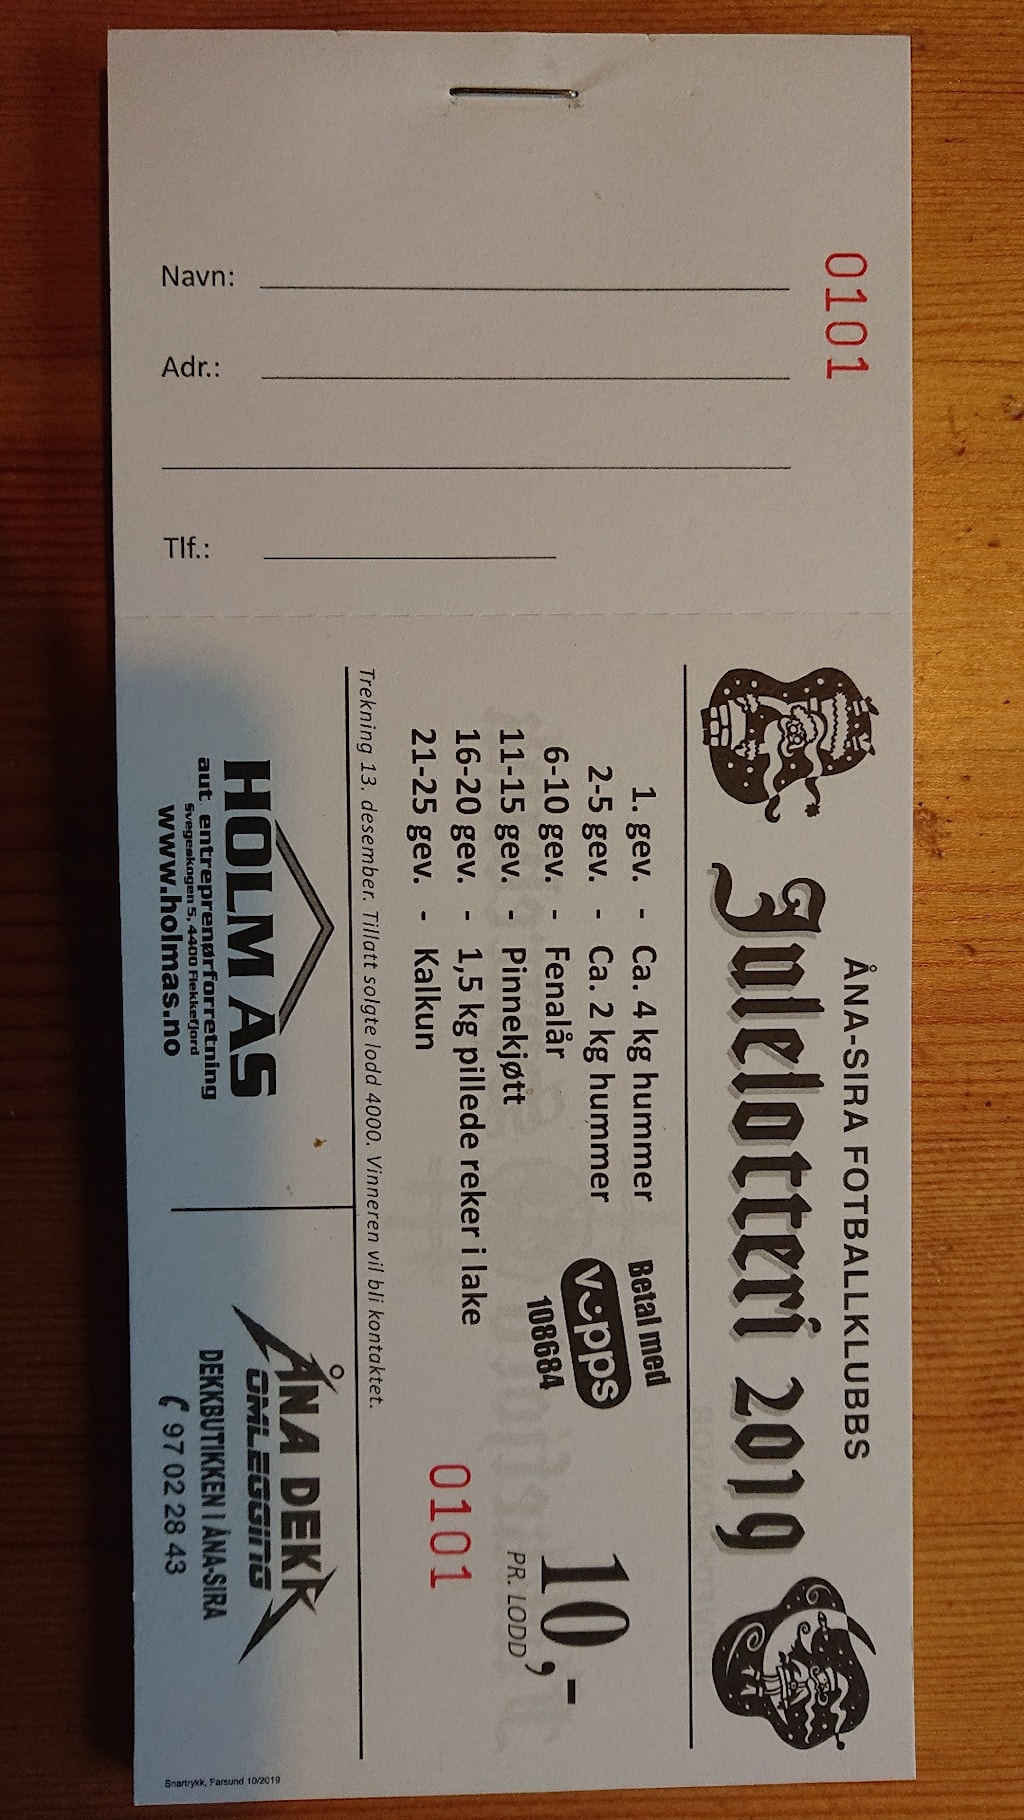 0101
Navn:
Adr.:
Tlf.:
ÅNA-SIRA FOTBALLKLUBBS
Julelotteri 2019
1. gev. - Ca. 4 kg hummer
2-5 gev. - Ca. 2 kg hummer
6-10 gev. - Fenalår
11-15 gev. - Pinnekjøtt
16-20 gev. - 1,5 kg pillede reker i lake
21-25 gev. - Kalkun
Betal med
vipps
108684
10,-
PR. LODD
0101
Trekning 13. desember. Tillatt solgte lodd 4000. Vinneren vil bli kontaktet.
HOLM AS
aut entreprenørforretning
Svegeskogen 5, 4400 Flekkefjord
www.holmas.no
ÅNA DEKK
OMLEGGING
DEKKBUTIKKEN I ÅNA-SIRA
97 02 28 43
Snartrykk, Farsund 10/2019